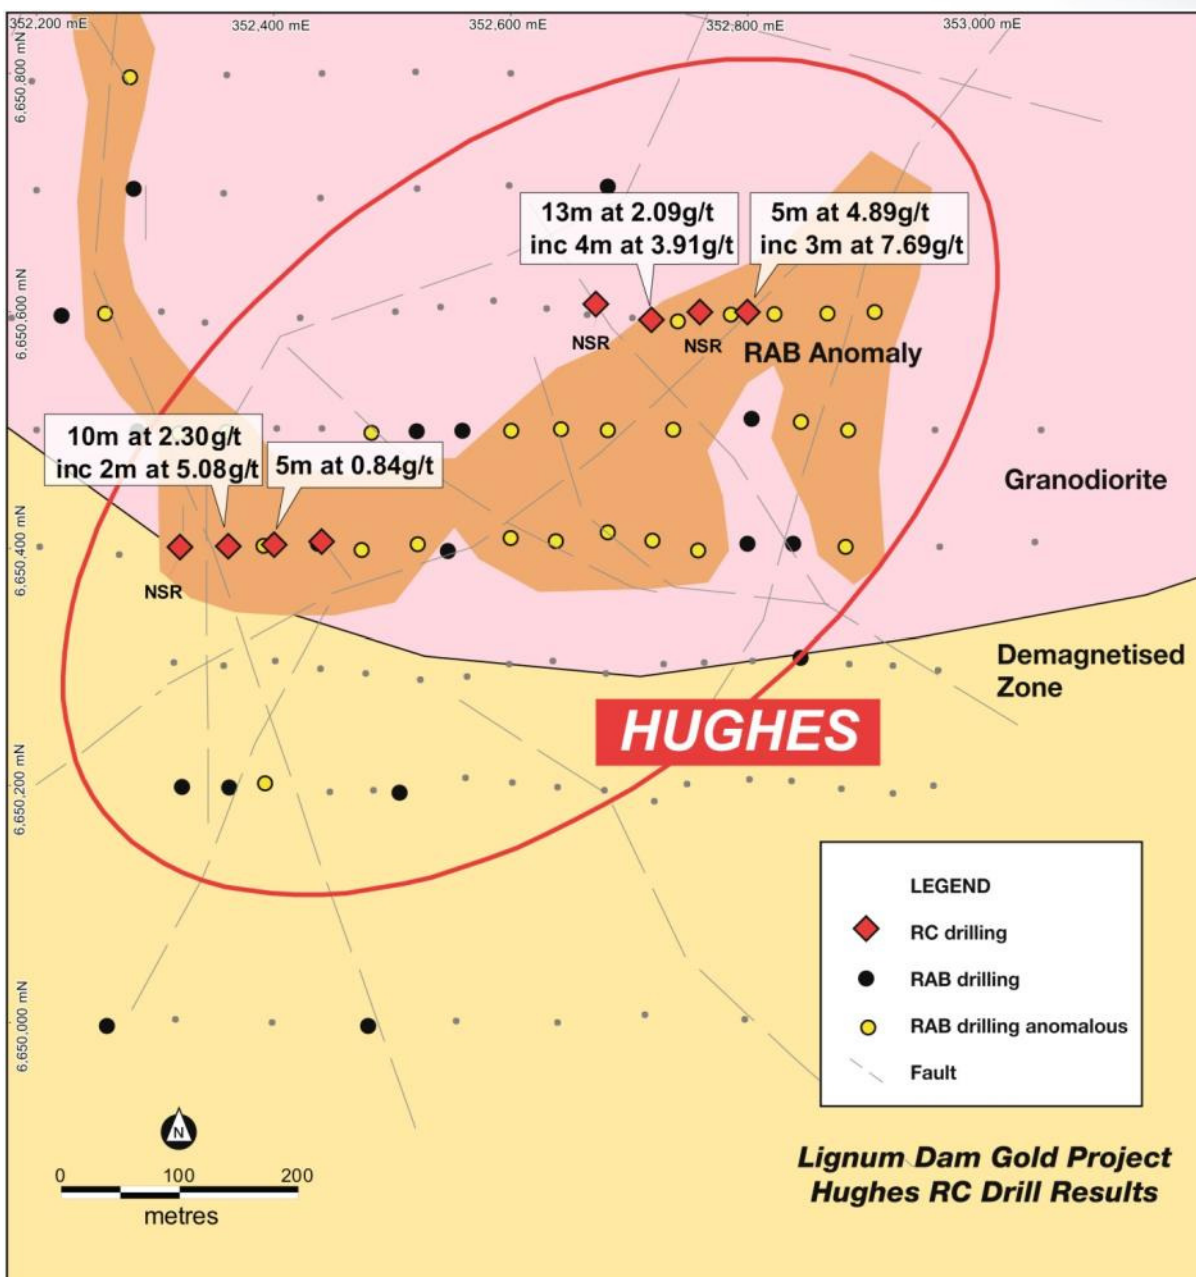 352,200 mE
352,400 mE
352,600 mE
352,800 mE
353,000 mE
6,650,800 mN
13m at 2.09g/t
inc 4m at 3.91g/t
5m at 4.89g/t
inc 3m at 7.69g/t
6,650,600 mN
NSR
NSR
RAB Anomaly
10m at 2.30g/t
inc 2m at 5.08g/t
5m at 0.84g/t
Granodiorite
6,650,400 mN
NSR
Demagnetised
Zone
HUGHES
6,650,200 mN
LEGEND
RC drilling
RAB drilling
RAB drilling anomalous
Fault
6,650,000 mN
N
0 100 200
metres
Lignum Dam Gold Project
Hughes RC Drill Results